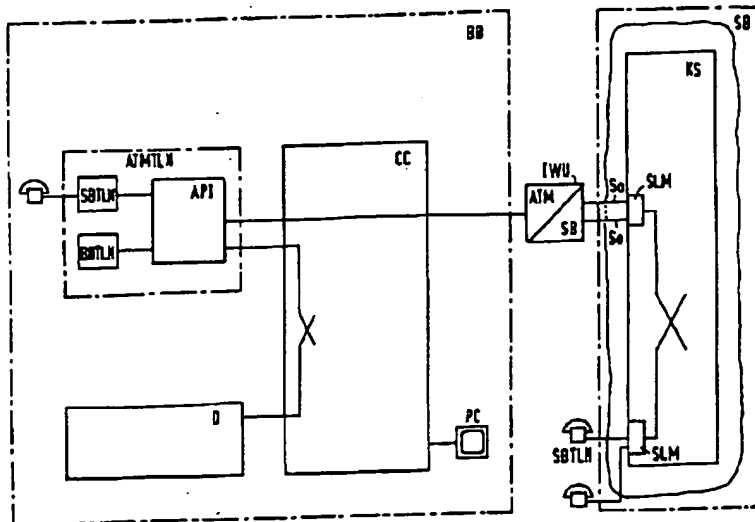 BB
SB
KS
ATMTLN
CC
IWU
SBTLN
API
ATM
SB
So
So
SLM
BBTLN
D
PC
SBTLN
SLM